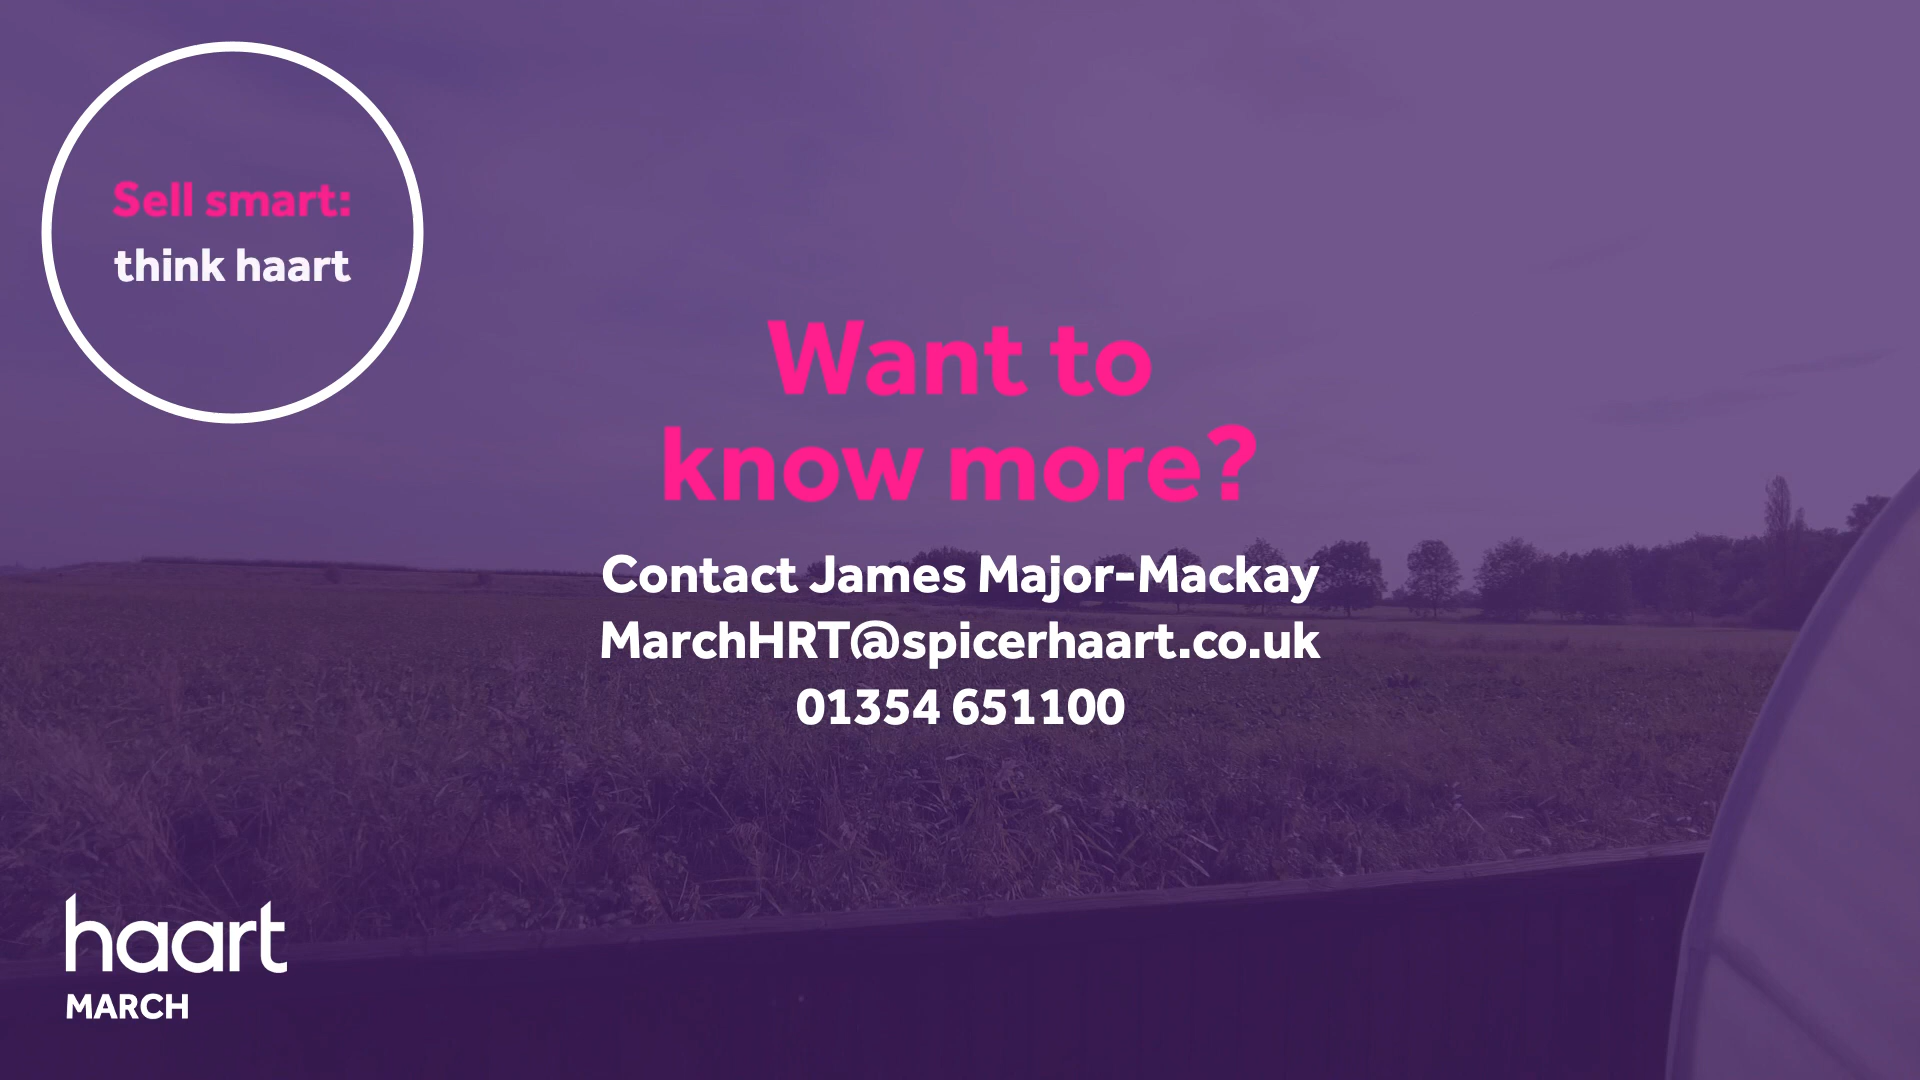 Sell smart:
think haart
Want to
know more?
Contact James Major-Mackay
MarchHRT@spicerhaart.co.uk
01354 651100
haart
MARCH